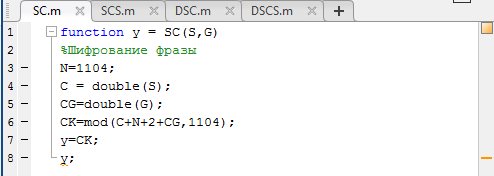 SC.m SCS.m DSC.m DSCS.m +
1 function y = SC(S,G)
2 %Шифрование фразы
3 – N=1104;
4 – C = double(S);
5 – CG=double(G);
6 – CK=mod(C+N+2+CG,1104);
7 – y=CK;
8 – y;